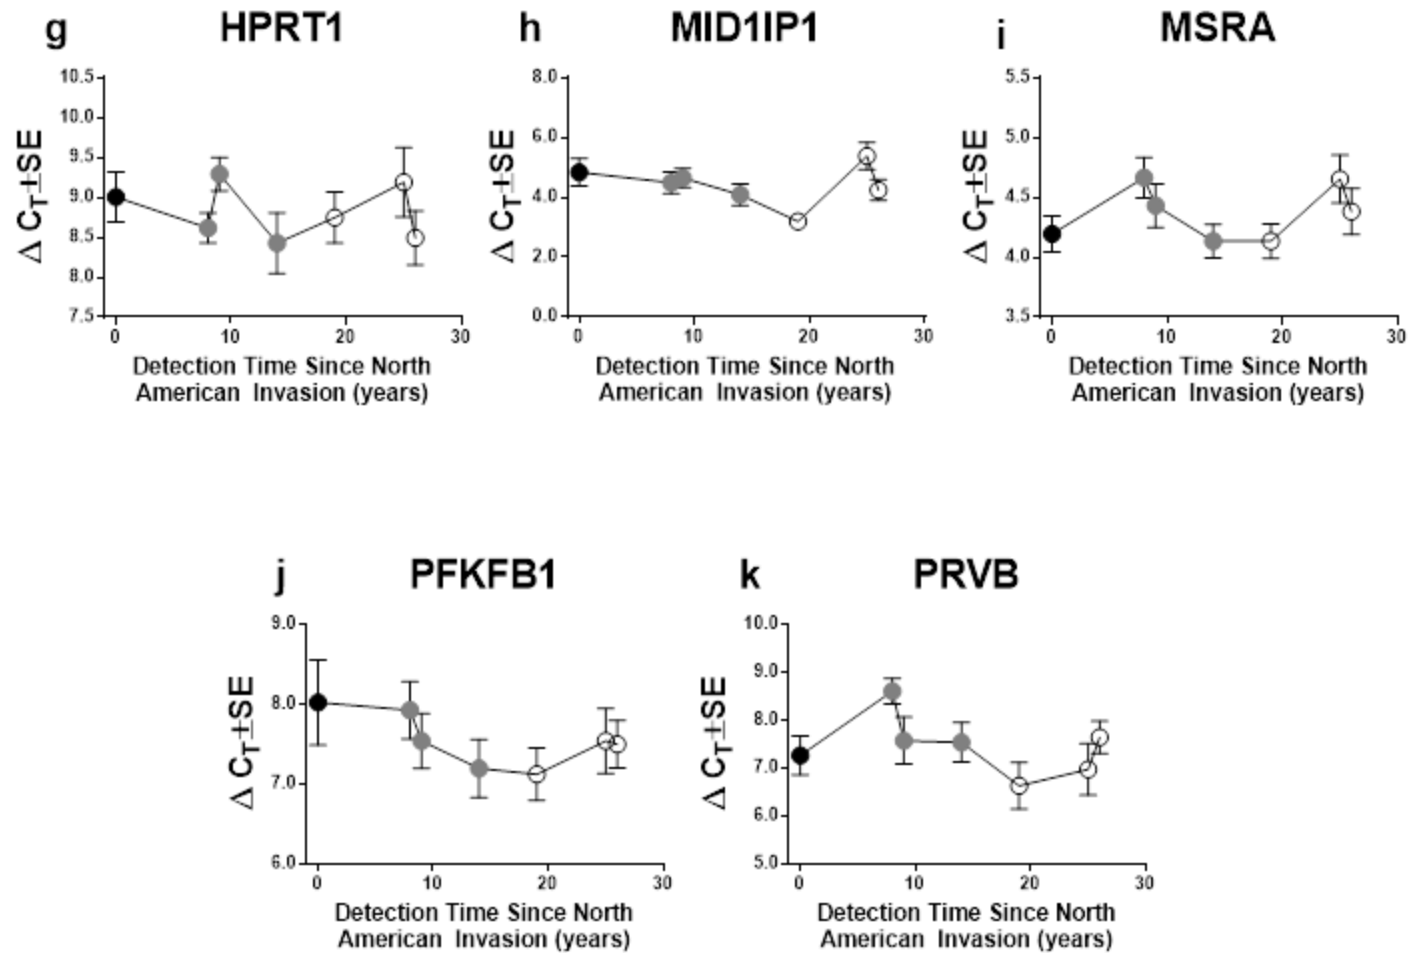 g HPRT1
10.5
10.0
9.5
9.0
8.5
8.0
7.5
Δ CT±SE
0 10 20 30
Detection Time Since North
American Invasion (years)
h MID1IP1
8.0
6.0
4.0
2.0
0.0
Δ CT±SE
0 10 20 30
Detection Time Since North
American Invasion (years)
i MSRA
5.5
5.0
4.5
4.0
3.5
Δ CT±SE
0 10 20 30
Detection Time Since North
American Invasion (years)
j PFKFB1
9.0
8.0
7.0
6.0
Δ CT±SE
0 10 20 30
Detection Time Since North
American Invasion (years)
k PRVB
10.0
9.0
8.0
7.0
6.0
5.0
Δ CT±SE
0 10 20 30
Detection Time Since North
American Invasion (years)